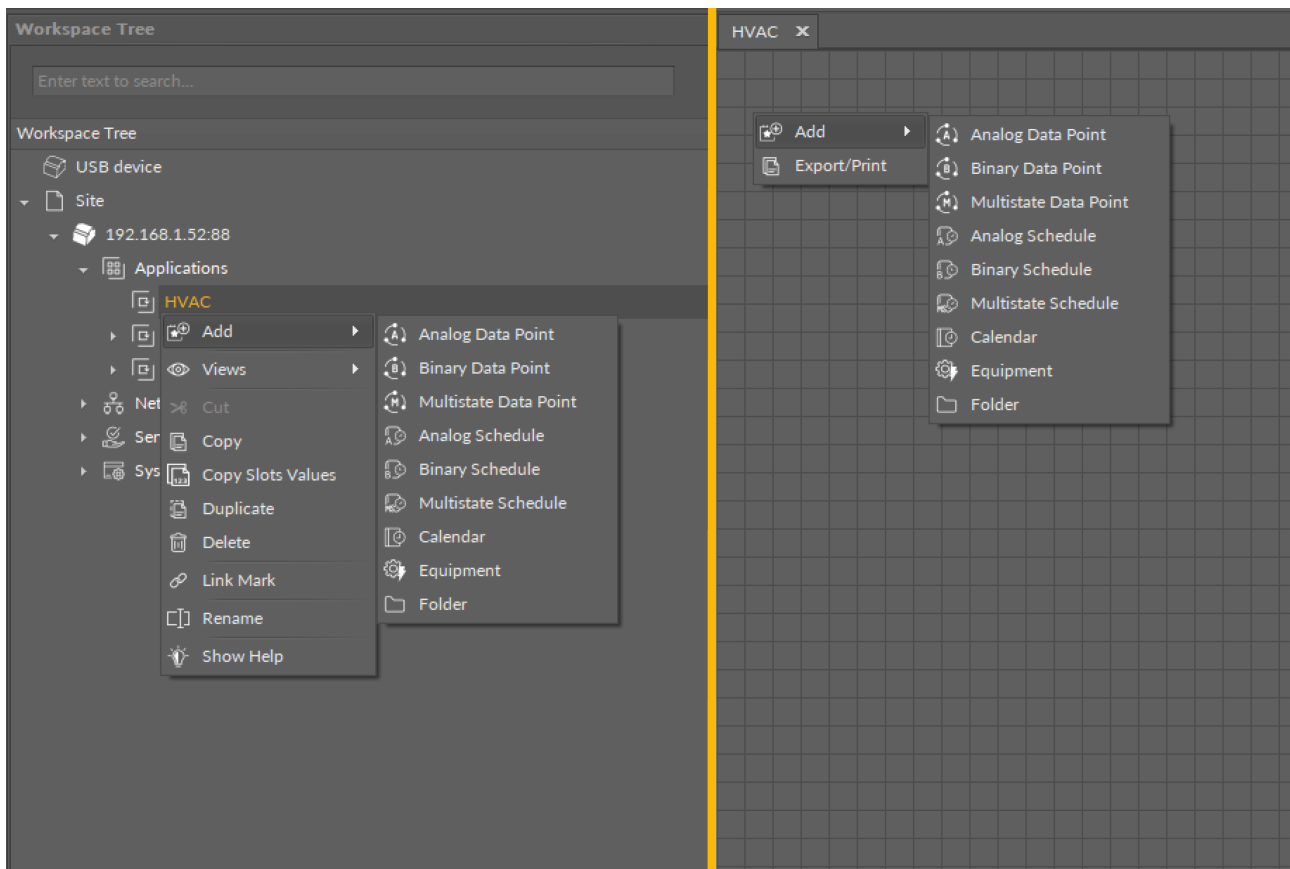 Workspace Tree
Enter text to search...
Workspace Tree
USB device
Site
192.168.1.52:88
Applications
HVAC
Net
Ser
Sys
Add
Views
Cut
Copy
Copy Slots Values
Duplicate
Delete
Link Mark
Rename
Show Help
Analog Data Point
Binary Data Point
Multistate Data Point
Analog Schedule
Binary Schedule
Multistate Schedule
Calendar
Equipment
Folder
HVAC
Add
Export/Print
Analog Data Point
Binary Data Point
Multistate Data Point
Analog Schedule
Binary Schedule
Multistate Schedule
Calendar
Equipment
Folder